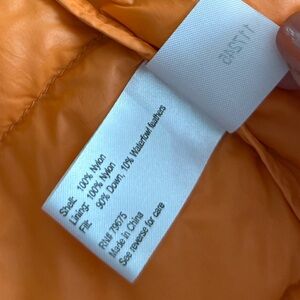 117245
Shell: 100% Nylon
Lining: 100% Nylon
Fill: 90% Down, 10% Waterfowl feathers
RN# 79675
Made in China
See reverse for care